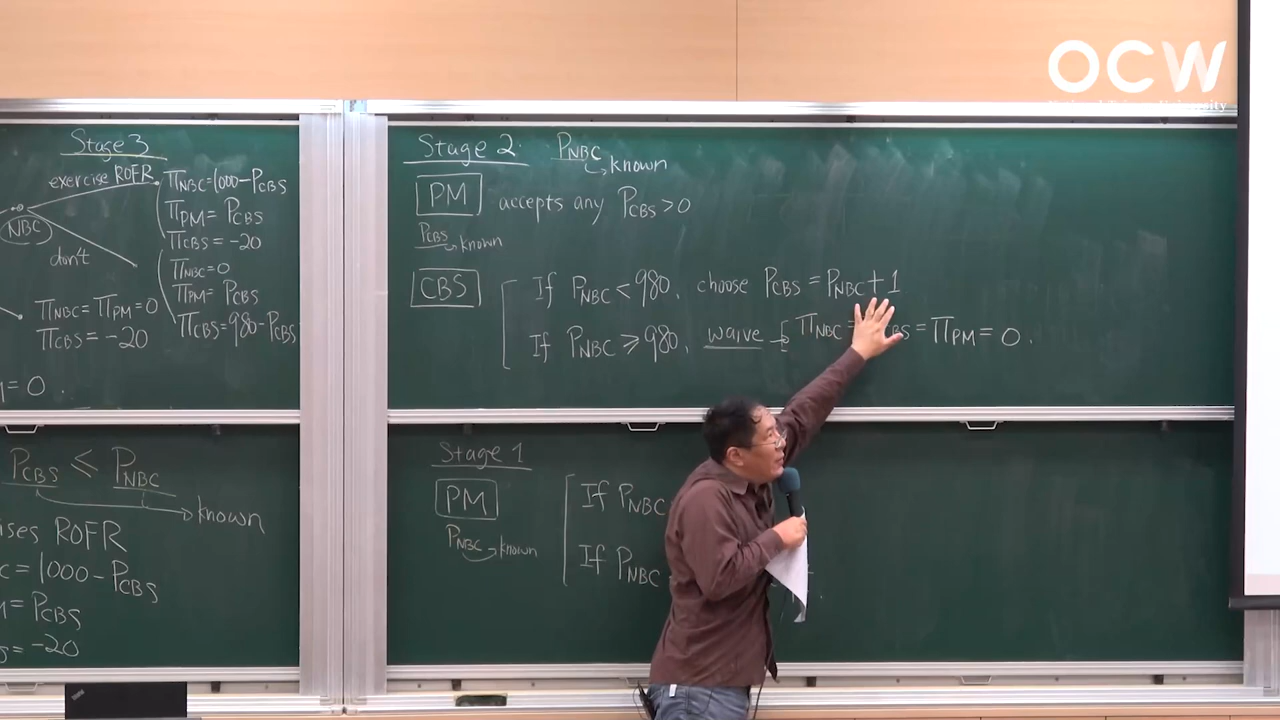 OCW
Stage 3
exercise ROFR
NBC
don't
ΠNBC=1000-PCBS
ΠPM=PCBS
ΠCBS=-20
ΠNBC=0
ΠPM=PCBS
ΠCBS=980-PCBS
ΠNBC=ΠPM=0
ΠCBS=-20
=0.
PCBS ≤ PNBC
known
ROFR
=1000-PCBS
=PCBS
=-20
Stage 2: PNBC
known
PM accepts any PCBS>0
PCBS known
CBS
If PNBC<980, choose PCBS=PNBC+1
If PNBC≥980, waive → ΠNBC= =ΠPM=0.
Stage 1
PM
PNBC known
If PNBC
If PNBC